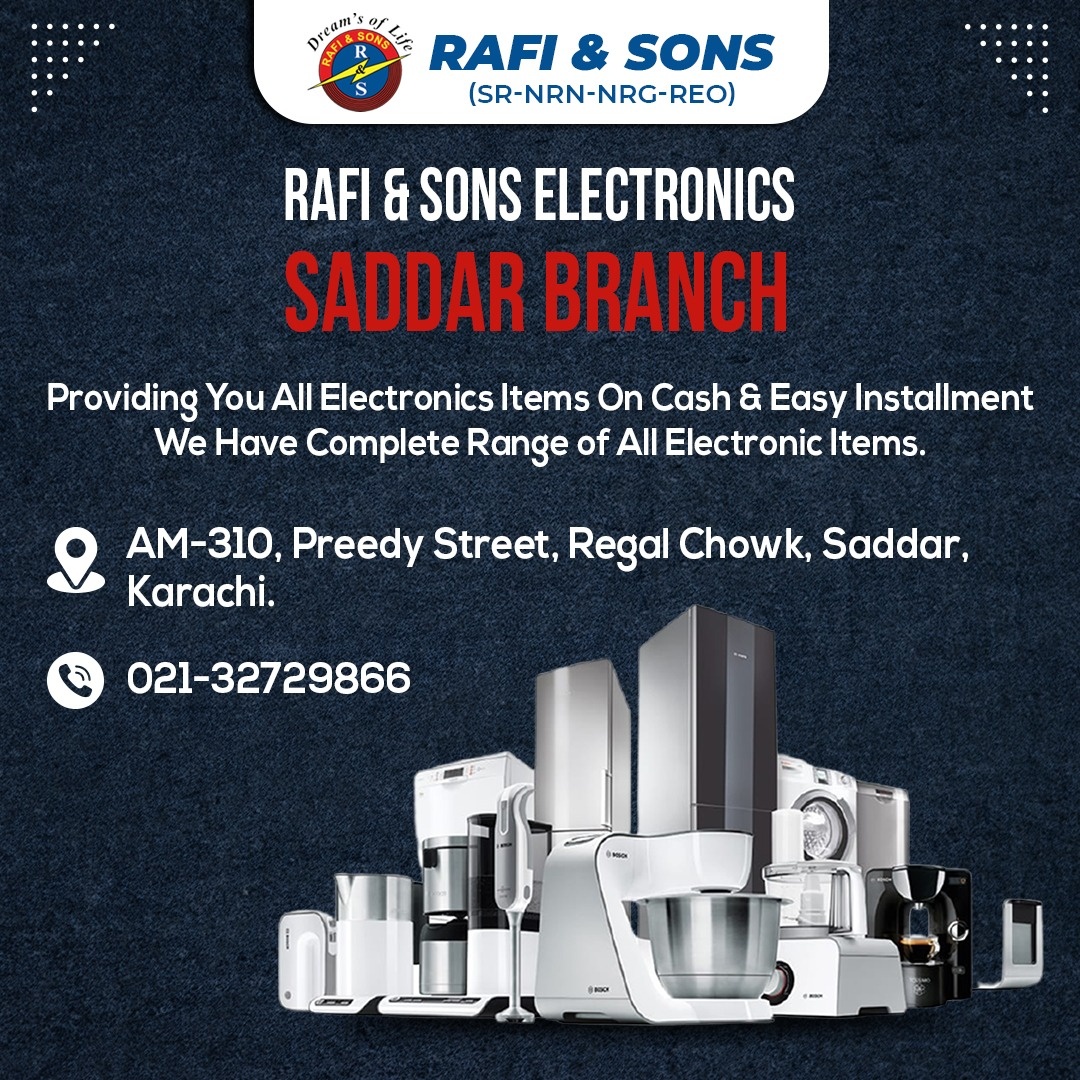 Dream's of Life
RAFI & SONS
R
&
S
RAFI & SONS
(SR-NRN-NRG-REO)
RAFI & SONS ELECTRONICS
SADDAR BRANCH
Providing You All Electronics Items On Cash & Easy Installment
We Have Complete Range of All Electronic Items.
AM-310, Preedy Street, Regal Chowk, Saddar,
Karachi.
021-32729866
BOSCH
BOSCH
BOSCH